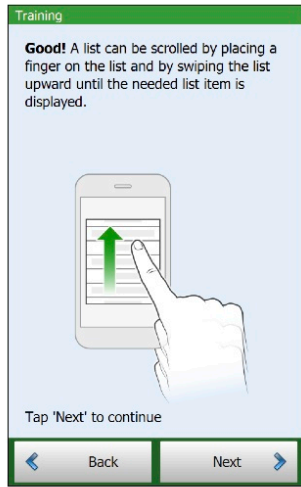 Training
Good! A list can be scrolled by placing a
finger on the list and by swiping the list
upward until the needed list item is
displayed.
Tap 'Next' to continue
Back
Next